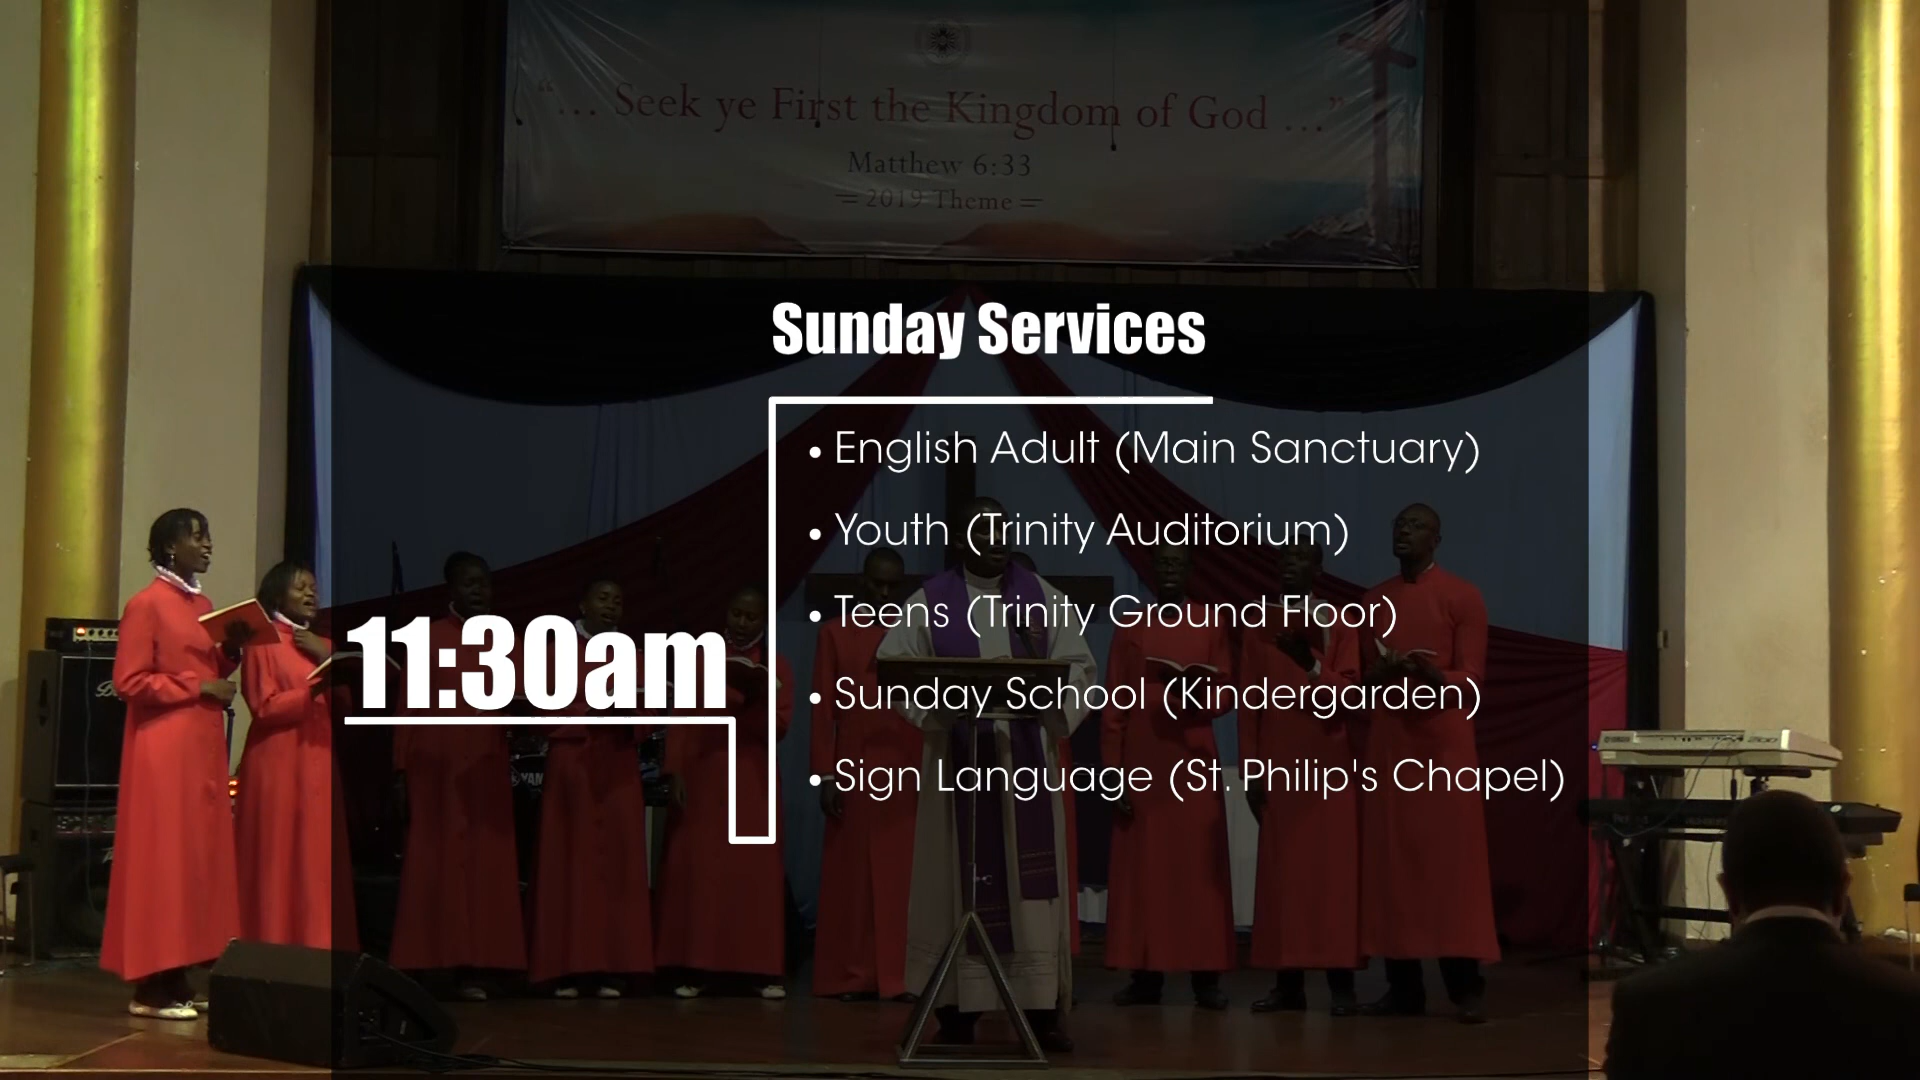 “... Seek ye First the Kingdom of God ...”
Matthew 6:33
2019 Theme
Sunday Services
11:30am
• English Adult (Main Sanctuary)
• Youth (Trinity Auditorium)
• Teens (Trinity Ground Floor)
• Sunday School (Kindergarden)
• Sign Language (St. Philip's Chapel)